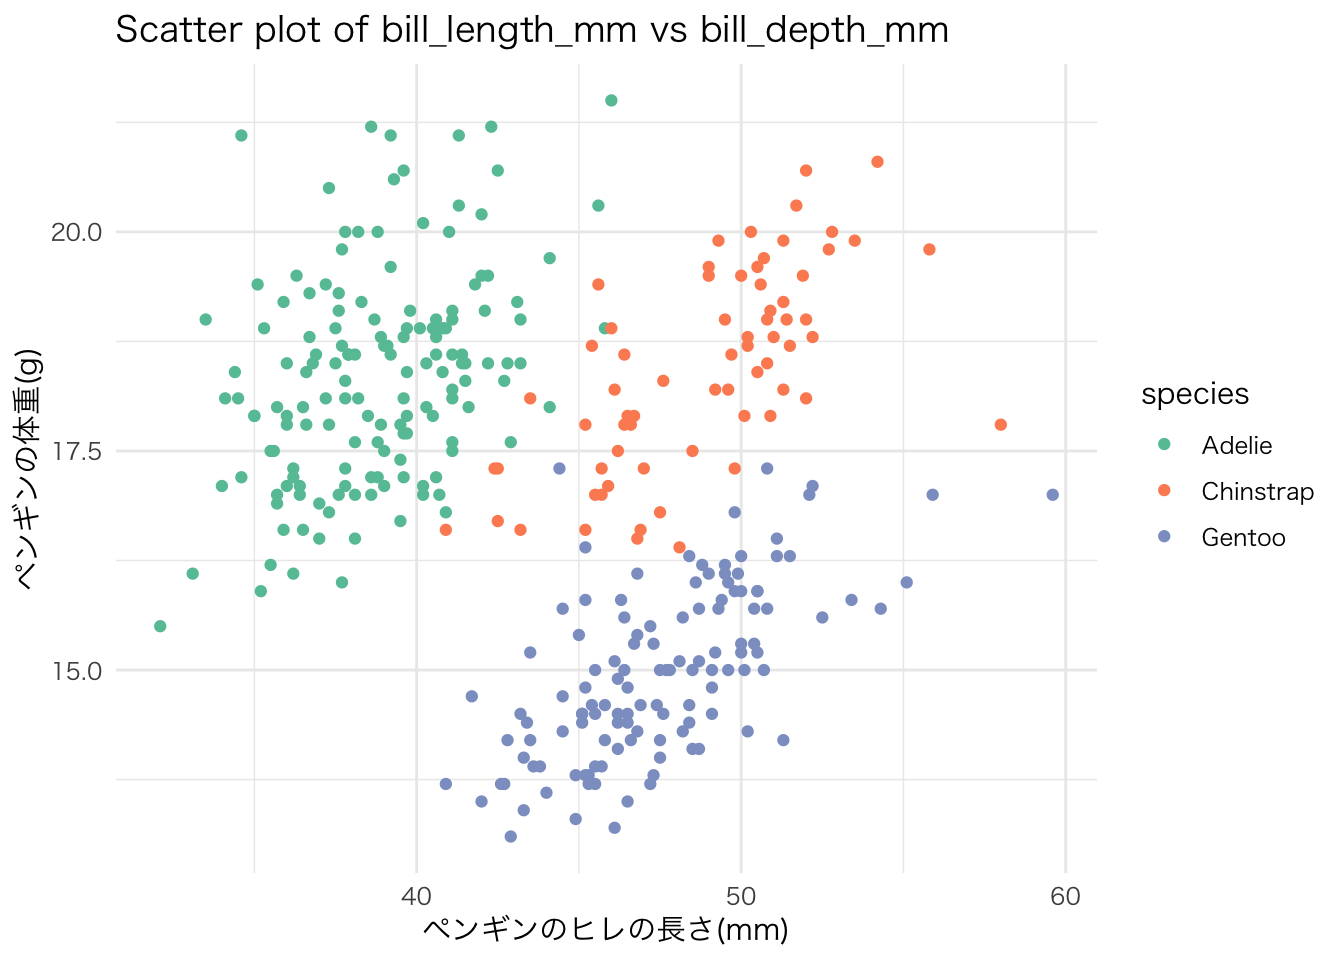 Scatter plot of bill_length_mm vs bill_depth_mm
ペンギンの体重(g)
20.0
17.5
15.0
40
50
60
ペンギンのヒレの長さ(mm)
species
Adelie
Chinstrap
Gentoo